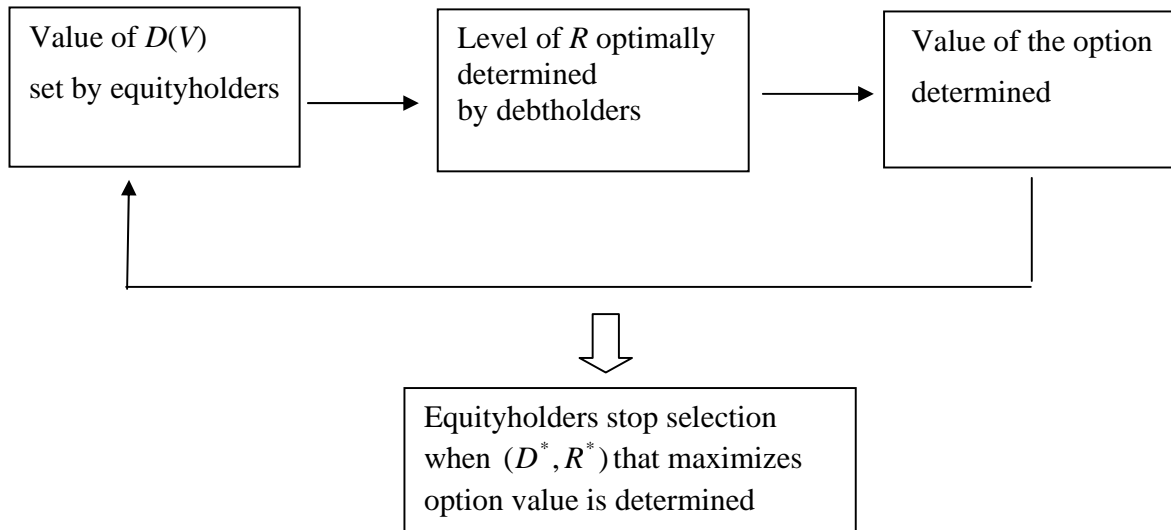 Value of D(V)
set by equityholders
Level of R optimally
determined
by debtholders
Value of the option
determined
Equityholders stop selection
when (D*, R*) that maximizes
option value is determined